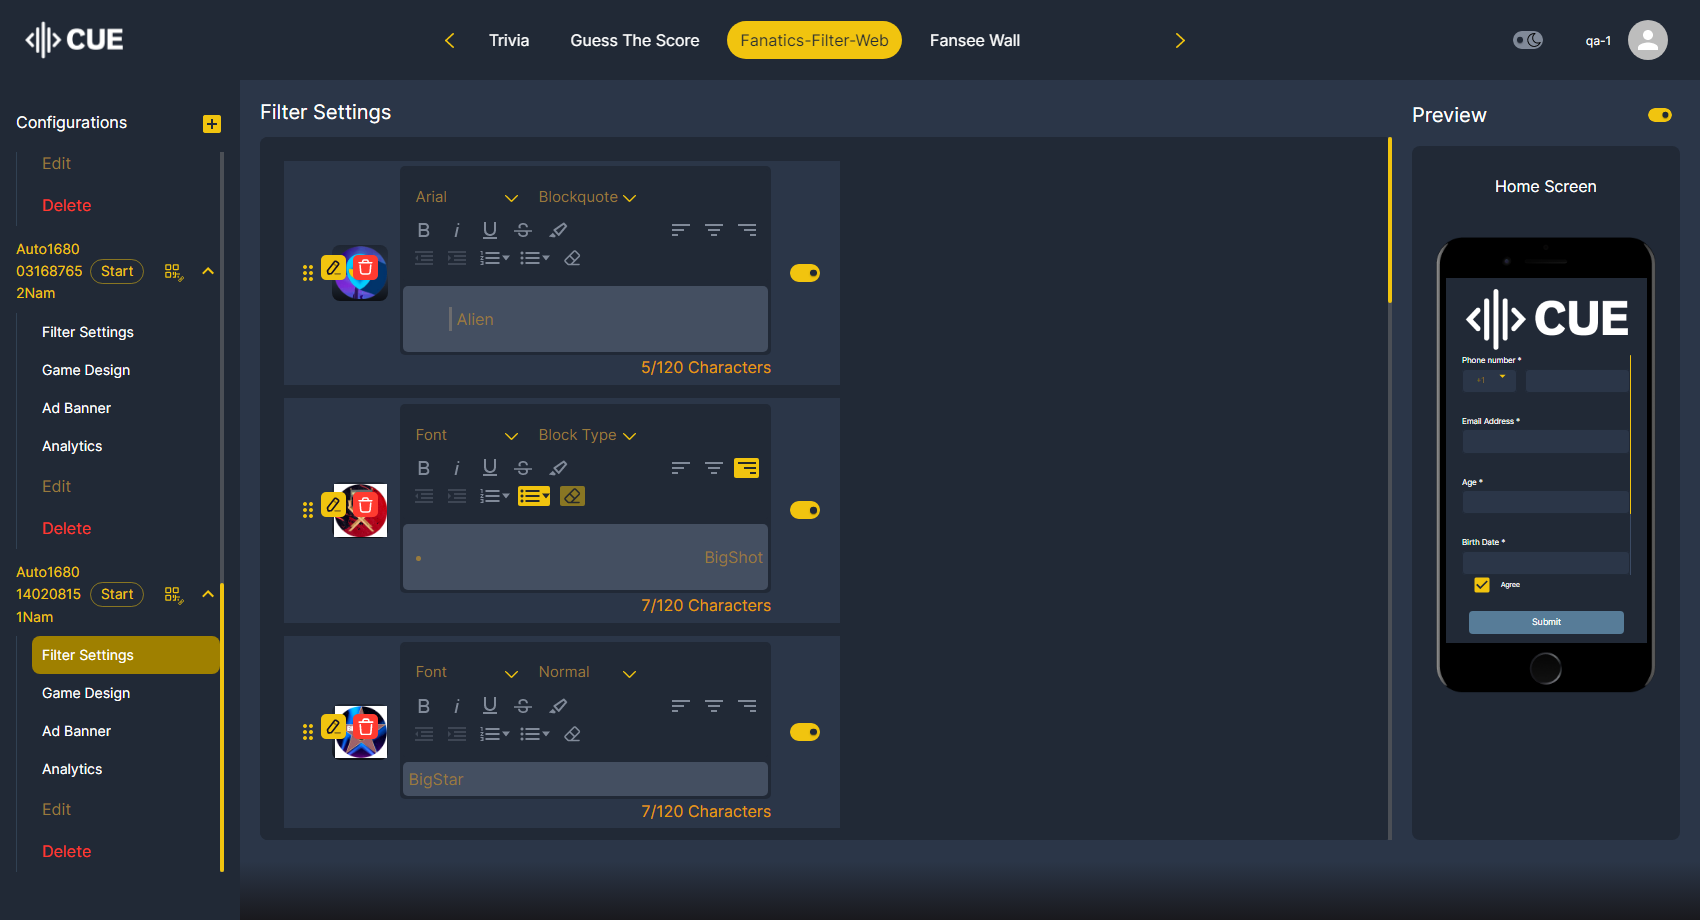 CUE
Trivia
Guess The Score
Fanatics-Filter-Web
Fansee Wall
qa-1
Configurations
Edit
Delete
Auto1680
03168765
2Nam
Start
Filter Settings
Game Design
Ad Banner
Analytics
Edit
Delete
Auto1680
14020815
1Nam
Start
Filter Settings
Game Design
Ad Banner
Analytics
Edit
Delete
Filter Settings
Arial
Blockquote
B i U S
Alien
5/120 Characters
Font
Block Type
B i U S
• BigShot
7/120 Characters
Font
Normal
B i U S
BigStar
7/120 Characters
Preview
Home Screen
CUE
Phone number *
+1
Email Address *
Age *
Birth Date *
Agree
Submit